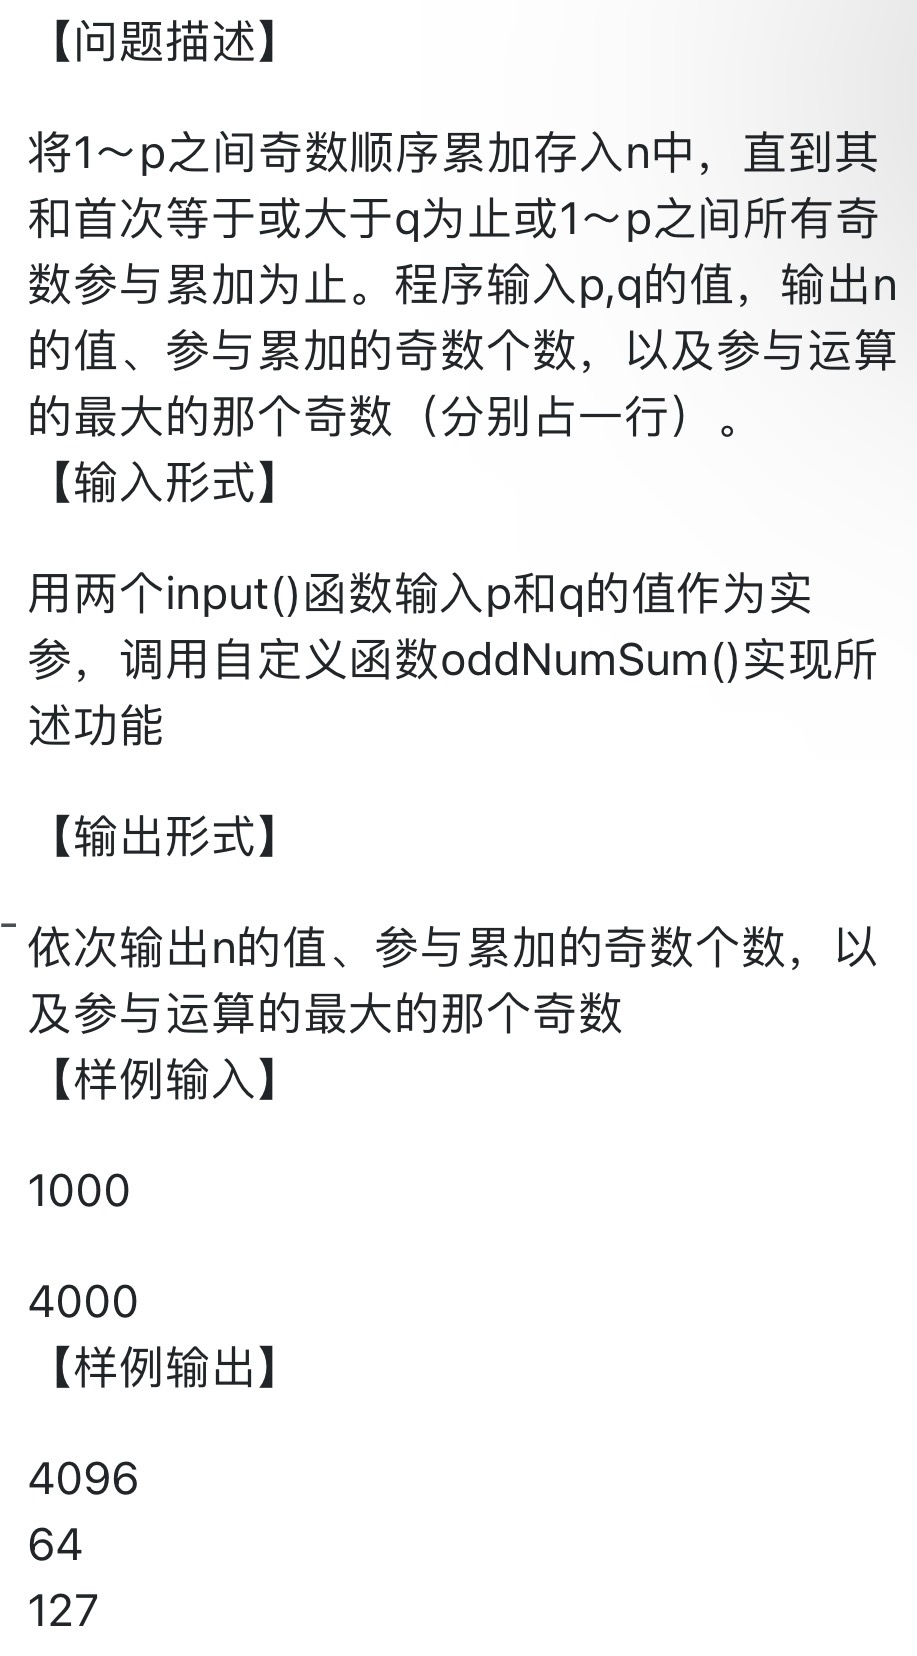 【问题描述】
将1～p之间奇数顺序累加存入n中，直到其
和首次等于或大于q为止或1～p之间所有奇
数参与累加为止。程序输入p,q的值，输出n
的值、参与累加的奇数个数，以及参与运算
的最大的那个奇数（分别占一行）。
【输入形式】
用两个input()函数输入p和q的值作为实
参，调用自定义函数oddNumSum()实现所
述功能
【输出形式】
依次输出n的值、参与累加的奇数个数，以
及参与运算的最大的那个奇数
【样例输入】
1000
4000
【样例输出】
4096
64
127